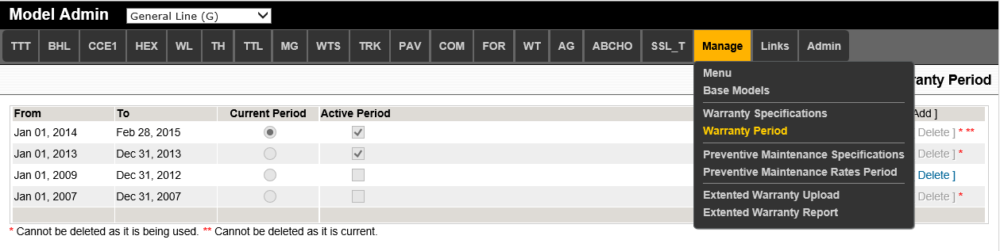 Model Admin General Line (G)
TTT BHL CCE1 HEX WL TH TTL MG WTS TRK PAV COM FOR WT AG ABCHO SSL_T Manage Links Admin
Menu
Base Models
Warranty Specifications
Warranty Period
Preventive Maintenance Specifications
Preventive Maintenance Rates Period
Extented Warranty Upload
Extented Warranty Report
ranty Period
From To Current Period Active Period Add ]
Jan 01, 2014 Feb 28, 2015 Delete ] * **
Jan 01, 2013 Dec 31, 2013 Delete ] *
Jan 01, 2009 Dec 31, 2012 Delete ]
Jan 01, 2007 Dec 31, 2007 Delete ] *
* Cannot be deleted as it is being used. ** Cannot be deleted as it is current.